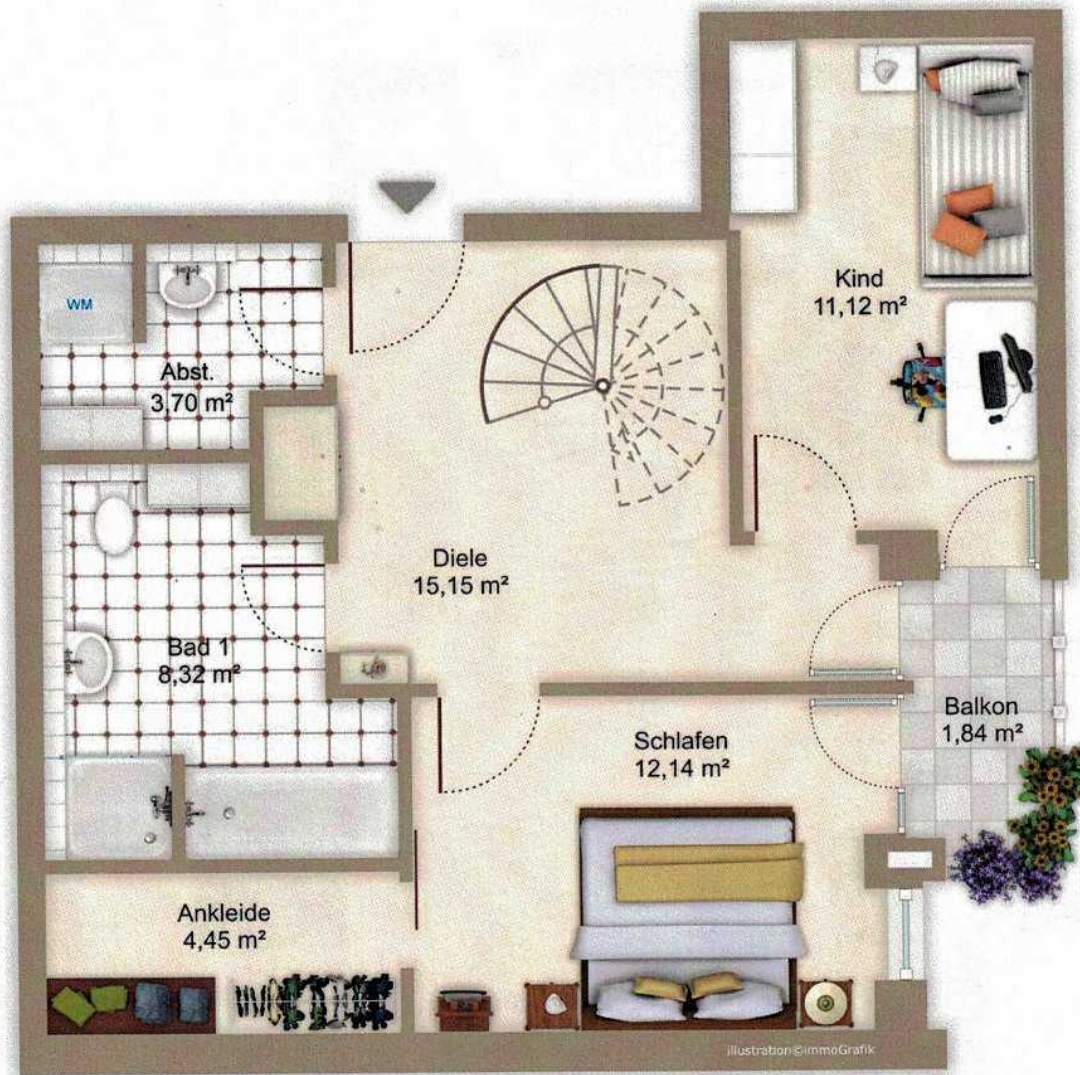 Kind
11,12 m²
WM
Abst.
3,70 m²
Diele
15,15 m²
Bad 1
8,32 m²
Balkon
1,84 m²
Schlafen
12,14 m²
Ankleide
4,45 m²
illustration©immoGrafik